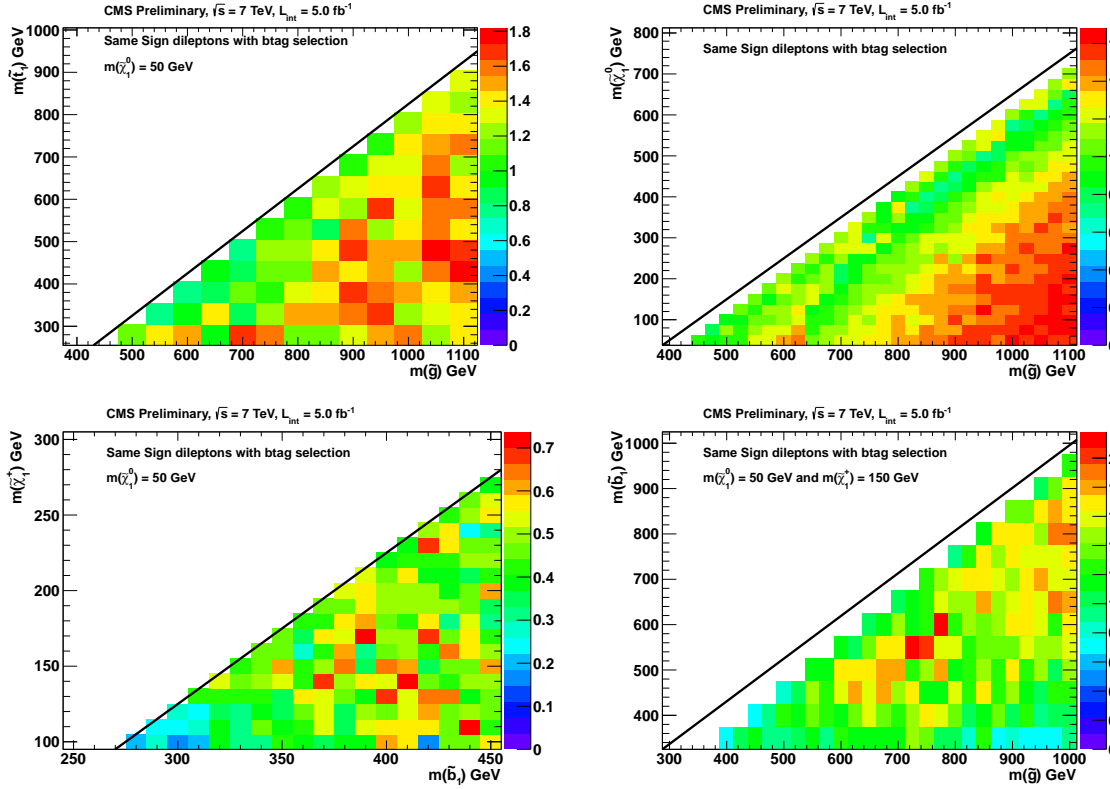 CMS Preliminary, √s = 7 TeV, L_int = 5.0 fb⁻¹
Same Sign dileptons with btag selection
m(χ̃₁⁰) = 50 GeV
m(t̃₁) GeV
1000
900
800
700
600
500
400
300
400 500 600 700 800 900 1000 1100
m(g̃) GeV
1.8
1.6
1.4
1.2
1
0.8
0.6
0.4
0.2
0
CMS Preliminary, √s = 7 TeV, L_int = 5.0 fb⁻¹
Same Sign dileptons with btag selection
m(χ̃₁⁰) GeV
800
700
600
500
400
300
200
100
400 500 600 700 800 900 1000 1100
m(g̃) GeV
CMS Preliminary, √s = 7 TeV, L_int = 5.0 fb⁻¹
Same Sign dileptons with btag selection
m(χ̃₁⁰) = 50 GeV
m(χ̃₁⁺) GeV
300
250
200
150
100
250 300 350 400 450
m(b̃₁) GeV
0.7
0.6
0.5
0.4
0.3
0.2
0.1
0
CMS Preliminary, √s = 7 TeV, L_int = 5.0 fb⁻¹
Same Sign dileptons with btag selection
m(χ̃₁⁰) = 50 GeV and m(χ̃₁⁺) = 150 GeV
m(b̃₁) GeV
1000
900
800
700
600
500
400
300 400 500 600 700 800 900 1000
m(g̃) GeV